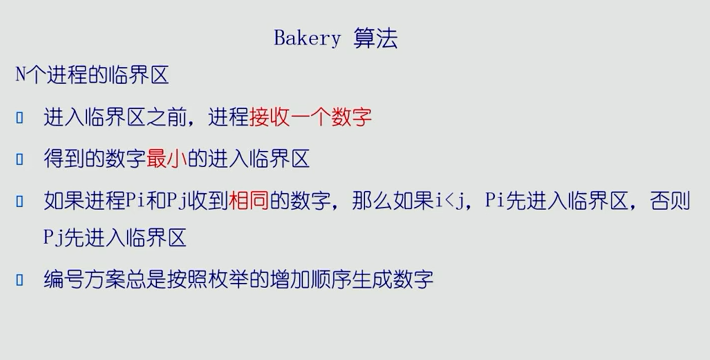 Bakery 算法
N个进程的临界区
进入临界区之前，进程接收一个数字
得到的数字最小的进入临界区
如果进程Pi和Pj收到相同的数字，那么如果i<j，Pi先进入临界区，否则
Pj先进入临界区
编号方案总是按照枚举的增加顺序生成数字